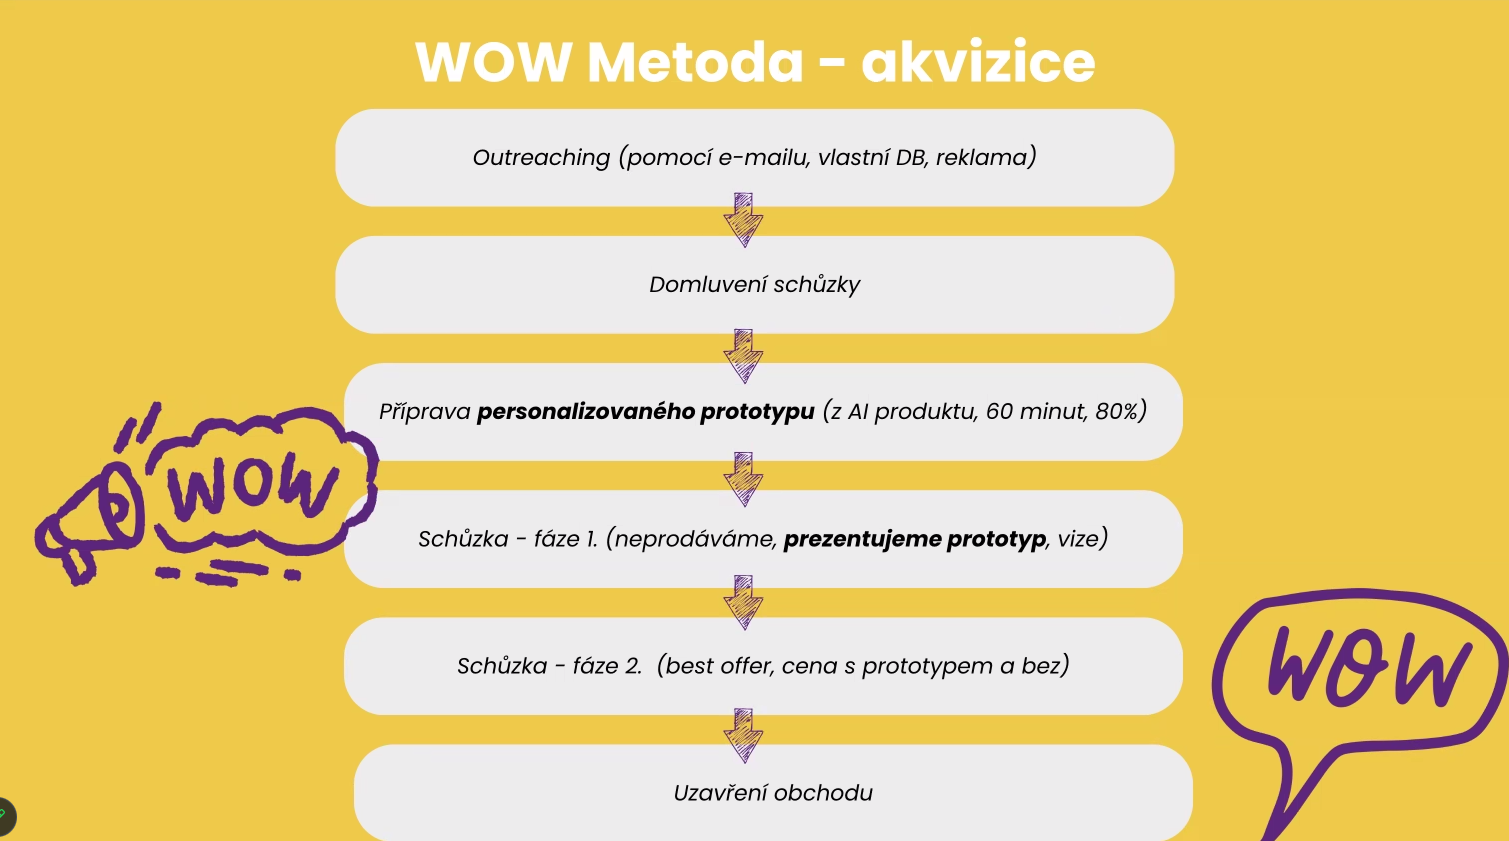 WOW Metoda - akvizice
Outreaching (pomocí e-mailu, vlastní DB, reklama)
Domluvení schůzky
Příprava personalizovaného prototypu (z AI produktu, 60 minut, 80%)
WOW
Schůzka - fáze 1. (neprodáváme, prezentujeme prototyp, vize)
Schůzka - fáze 2. (best offer, cena s prototypem a bez)
WOW
Uzavření obchodu